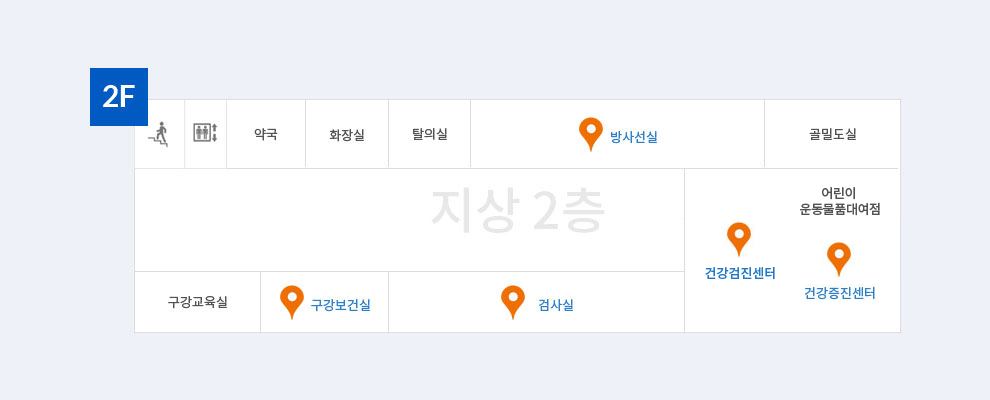 2F
약국
화장실
탈의실
방사선실
골밀도실
지상 2층
어린이
운동물품대여점
건강검진센터
건강증진센터
구강교육실
구강보건실
검사실